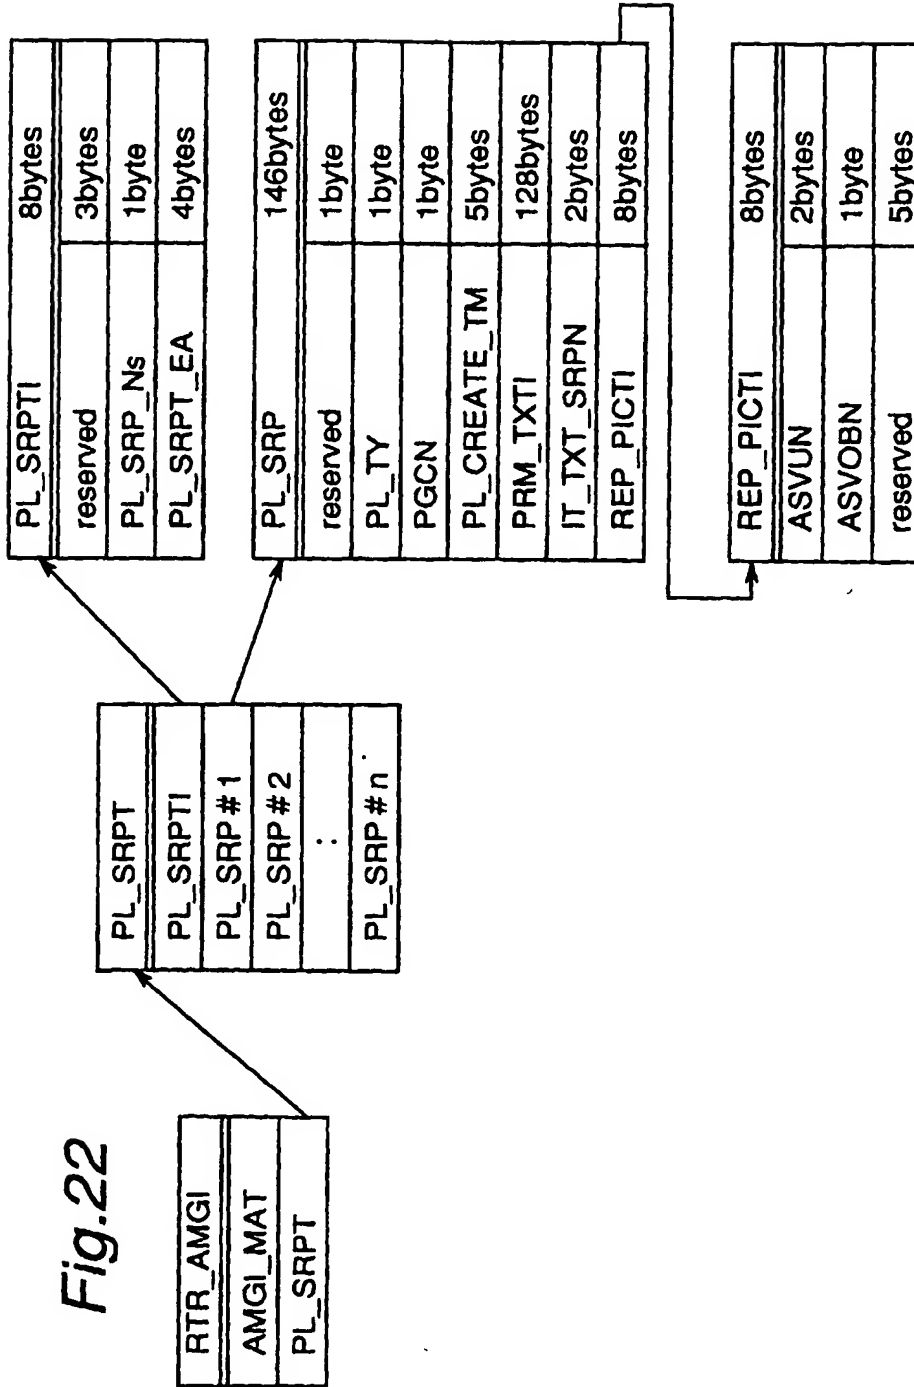 Fig.22
RTR_AMGI
AMGI_MAT
PL_SRPT
PL_SRPT
PL_SRPTI
PL_SRP#1
PL_SRP#2
:
PL_SRP#n
PL_SRPTI 8bytes
reserved 3bytes
PL_SRP_Ns 1byte
PL_SRPT_EA 4bytes
PL_SRP 146bytes
reserved 1byte
PL_TY 1byte
PGCN 1byte
PL_CREATE_TM 5bytes
PRM_TXTI 128bytes
IT_TXT_SRPN 2bytes
REP_PICTI 8bytes
REP_PICTI 8bytes
ASVUN 2bytes
ASVOBN 1byte
reserved 5bytes